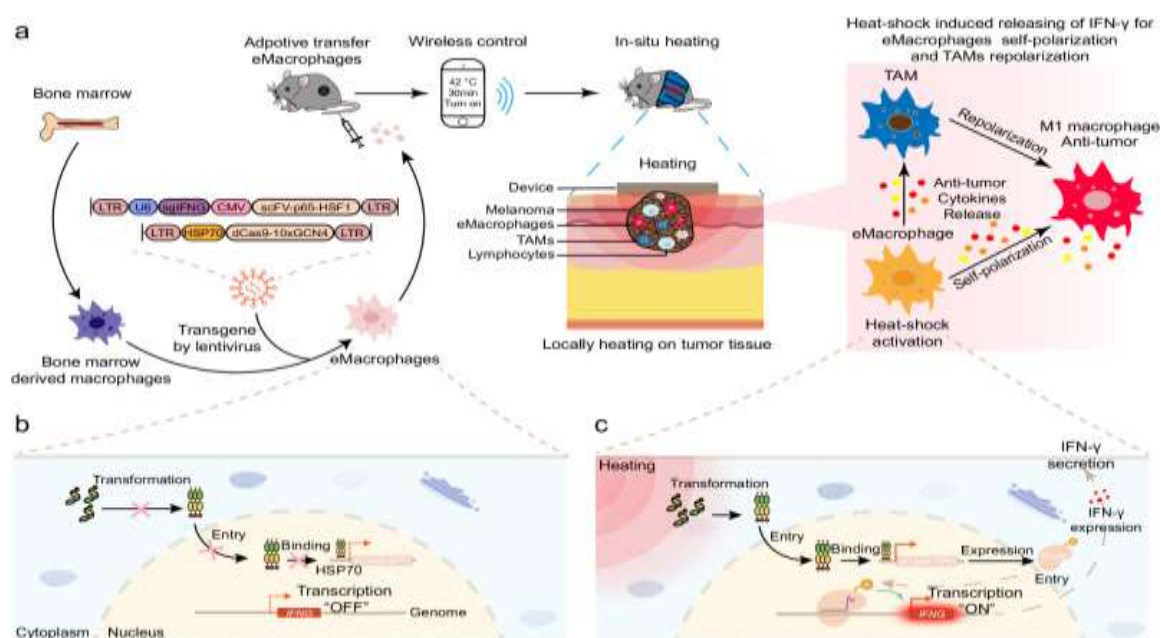 a
Bone marrow
Adpotive transfer
eMacrophages
Wireless control
42 °C
30min
Turn on
In-situ heating
Heat-shock induced releasing of IFN-γ for
eMacrophages self-polarization
and TAMs repolarization
LTR U6 sgIFNG CMV scFV-p65-HSF1 LTR
LTR HSP70 dCas9-10xGCN4 LTR
Transgene
by lentivirus
Bone marrow
derived macrophages
eMacrophages
Heating
Device
Melanoma
eMacrophages
TAMs
Lymphocytes
Locally heating on tumor tissue
TAM
Repolarization
M1 macrophage
Anti-tumor
Anti-tumor
Cytokines
Release
eMacrophage
Self-polarization
Heat-shock
activation
b
Transformation
Entry
Binding
HSP70
Transcription
"OFF"
IFNG
Genome
Cytoplasm
Nucleus
c
Heating
Transformation
Entry
Binding
Expression
Entry
IFN-γ
expression
IFN-γ
secretion
Transcription
"ON"
IFNG